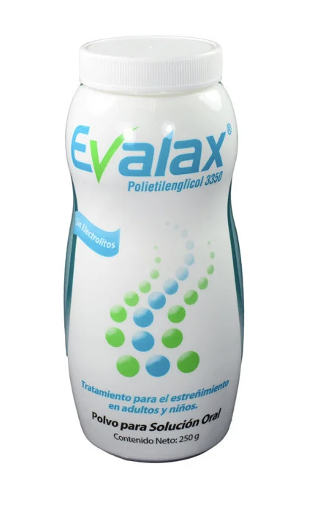 Evalax®
Polietilenglicol 3350
Sin Electrolitos
Tratamiento para el estreñimiento
en adultos y niños.
Polvo para Solución Oral
Contenido Neto: 250 g